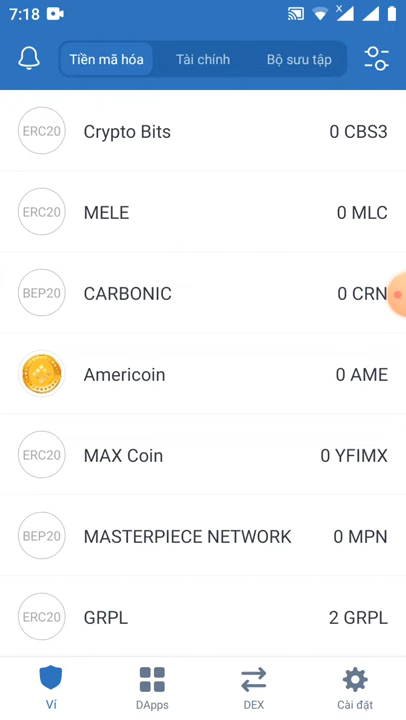 7:18
Tiền mã hóa Tài chính Bộ sưu tập
ERC20 Crypto Bits 0 CBS3
ERC20 MELE 0 MLC
BEP20 CARBONIC 0 CRN
Americoin 0 AME
ERC20 MAX Coin 0 YFIMX
BEP20 MASTERPIECE NETWORK 0 MPN
ERC20 GRPL 2 GRPL
Ví DApps DEX Cài đặt